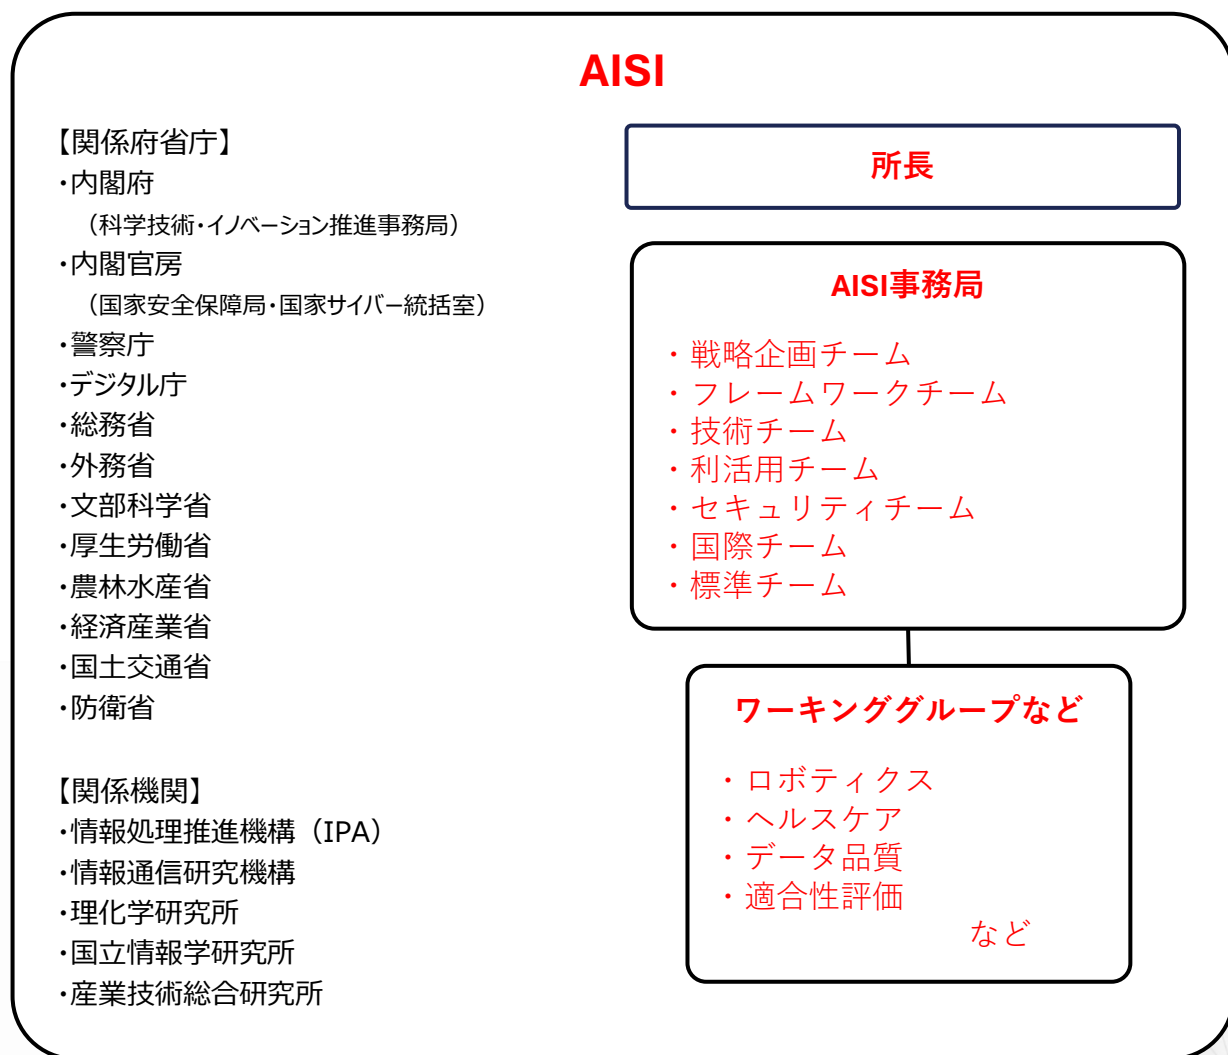 AISI
【関係府省庁】
・内閣府
（科学技術・イノベーション推進事務局）
・内閣官房
（国家安全保障局・国家サイバー統括室）
・警察庁
・デジタル庁
・総務省
・外務省
・文部科学省
・厚生労働省
・農林水産省
・経済産業省
・国土交通省
・防衛省
【関係機関】
・情報処理推進機構（IPA）
・情報通信研究機構
・理化学研究所
・国立情報学研究所
・産業技術総合研究所
所長
AISI事務局
・戦略企画チーム
・フレームワークチーム
・技術チーム
・利活用チーム
・セキュリティチーム
・国際チーム
・標準チーム
ワーキンググループなど
・ロボティクス
・ヘルスケア
・データ品質
・適合性評価
など